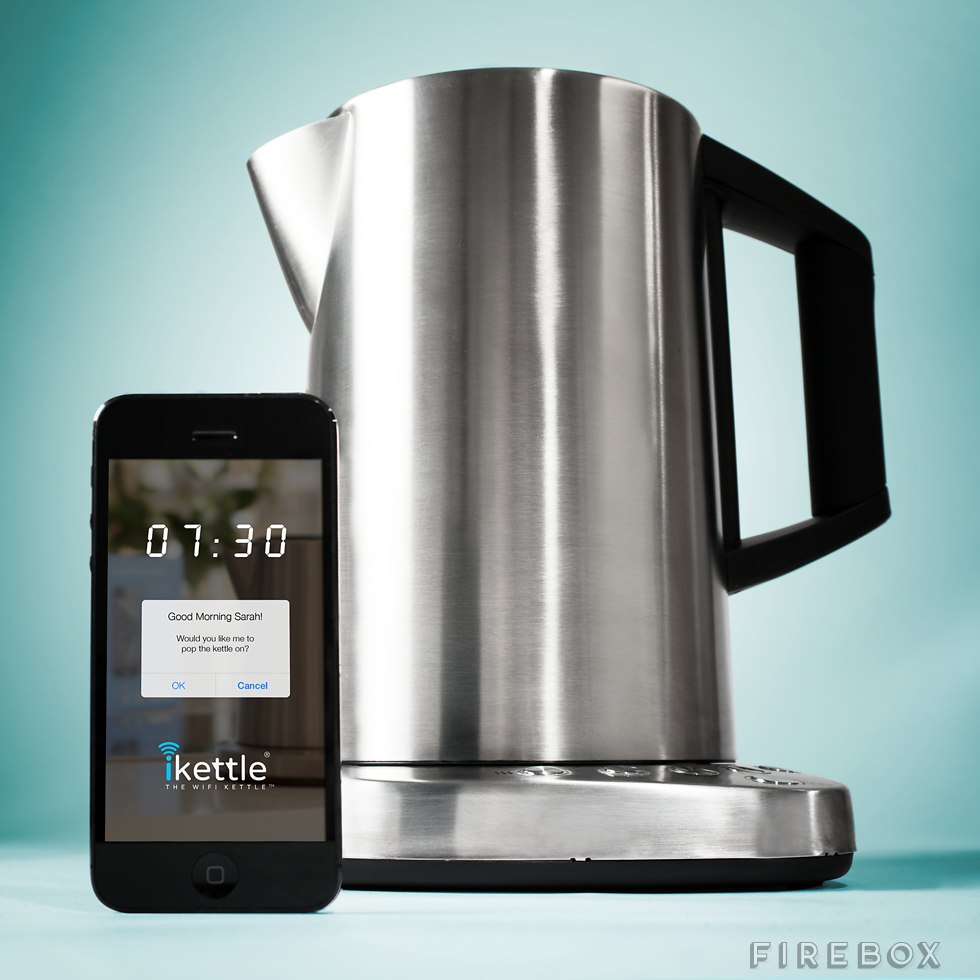 07:30
Good Morning Sarah!
Would you like me to
pop the kettle on?
OK Cancel
ikettle®
THE WIFI KETTLE™
FIREBOX